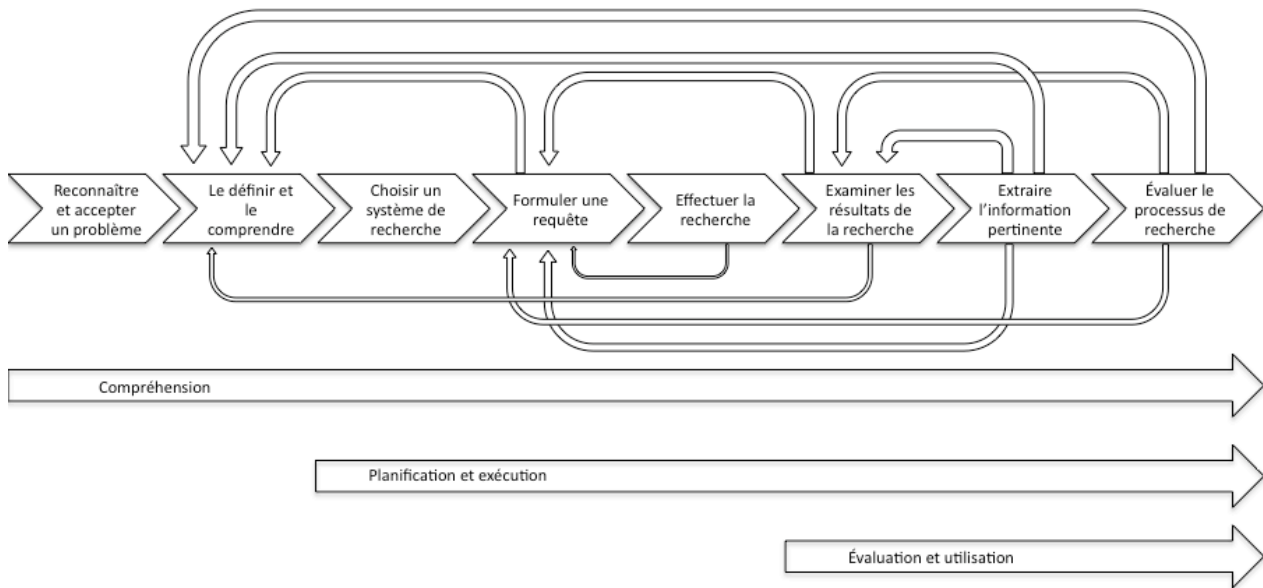 Reconnaître
et accepter
un problème
Le définir et
le
comprendre
Choisir un
système de
recherche
Formuler une
requête
Effectuer la
recherche
Examiner les
résultats de
la recherche
Extraire
l’information
pertinente
Évaluer le
processus de
recherche
Compréhension
Planification et exécution
Évaluation et utilisation